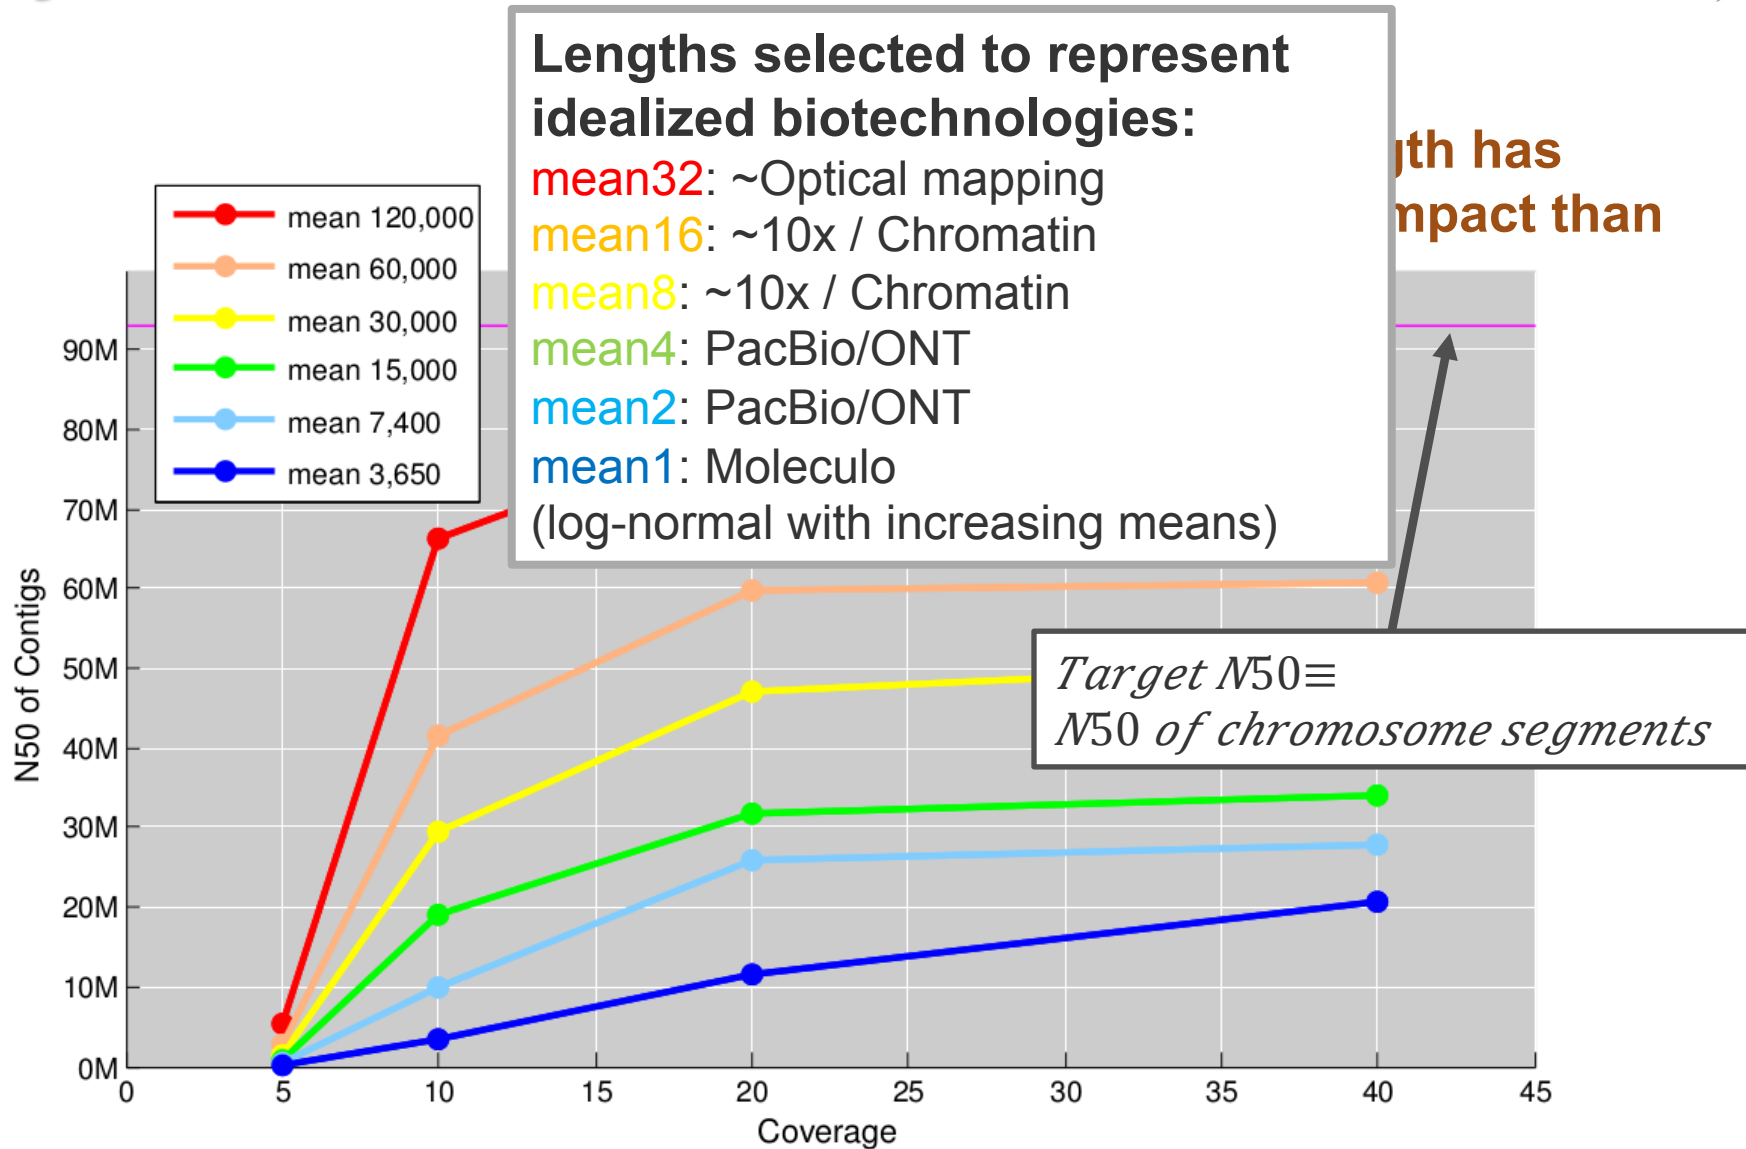 Lengths selected to represent
idealized biotechnologies:
mean32: ~Optical mapping
mean16: ~10x / Chromatin
mean8: ~10x / Chromatin
mean4: PacBio/ONT
mean2: PacBio/ONT
mean1: Moleculo
(log-normal with increasing means)
has
than
mean 120,000
mean 60,000
mean 30,000
mean 15,000
mean 7,400
mean 3,650
90M
80M
70M
60M
50M
40M
30M
20M
10M
0M
N50 of Contigs
Target N50≡
N50 of chromosome segments
0 5 10 15 20 25 30 35 40 45
Coverage